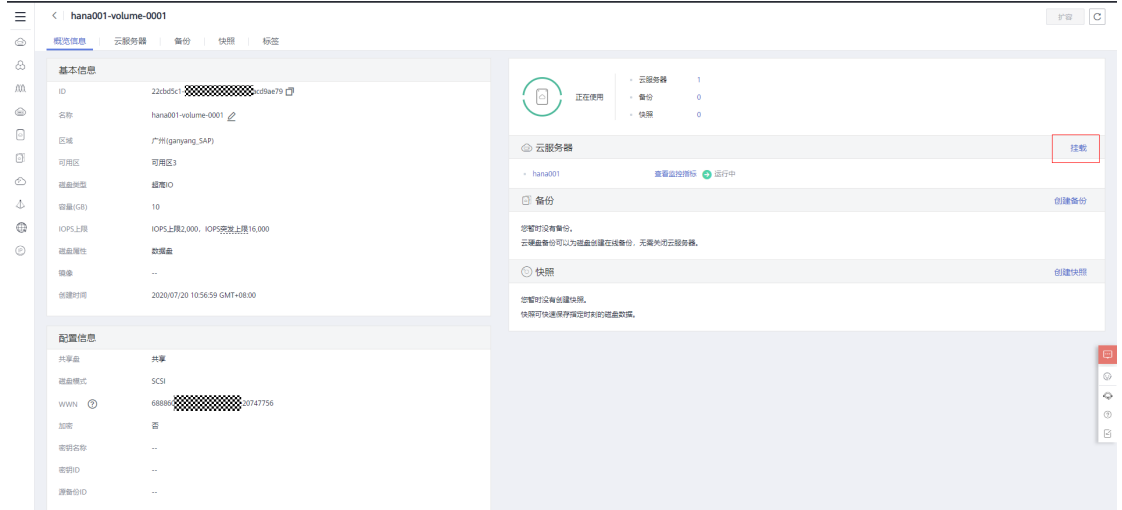 hana001-volume-0001
扩容
概览信息 云服务器 备份 快照 标签
基本信息
ID 22cbd5c1- acd9ae79
名称 hana001-volume-0001
区域 广州(ganyang_SAP)
可用区 可用区3
磁盘类型 超高IO
容量(GB) 10
IOPS上限 IOPS上限2,000，IOPS突发上限16,000
磁盘属性 数据盘
镜像 --
创建时间 2020/07/20 10:56:59 GMT+08:00
配置信息
共享盘 共享
磁盘模式 SCSI
WWN 688860 20747756
加密 否
密钥名称 --
密钥ID --
源备份ID --
正在使用
云服务器 1
备份 0
快照 0
云服务器 挂载
hana001 查看监控指标 运行中
备份 创建备份
您暂时没有备份。
云硬盘备份可以为磁盘创建在线备份，无需关闭云服务器。
快照 创建快照
您暂时没有创建快照。
快照可快速保存指定时刻的磁盘数据。